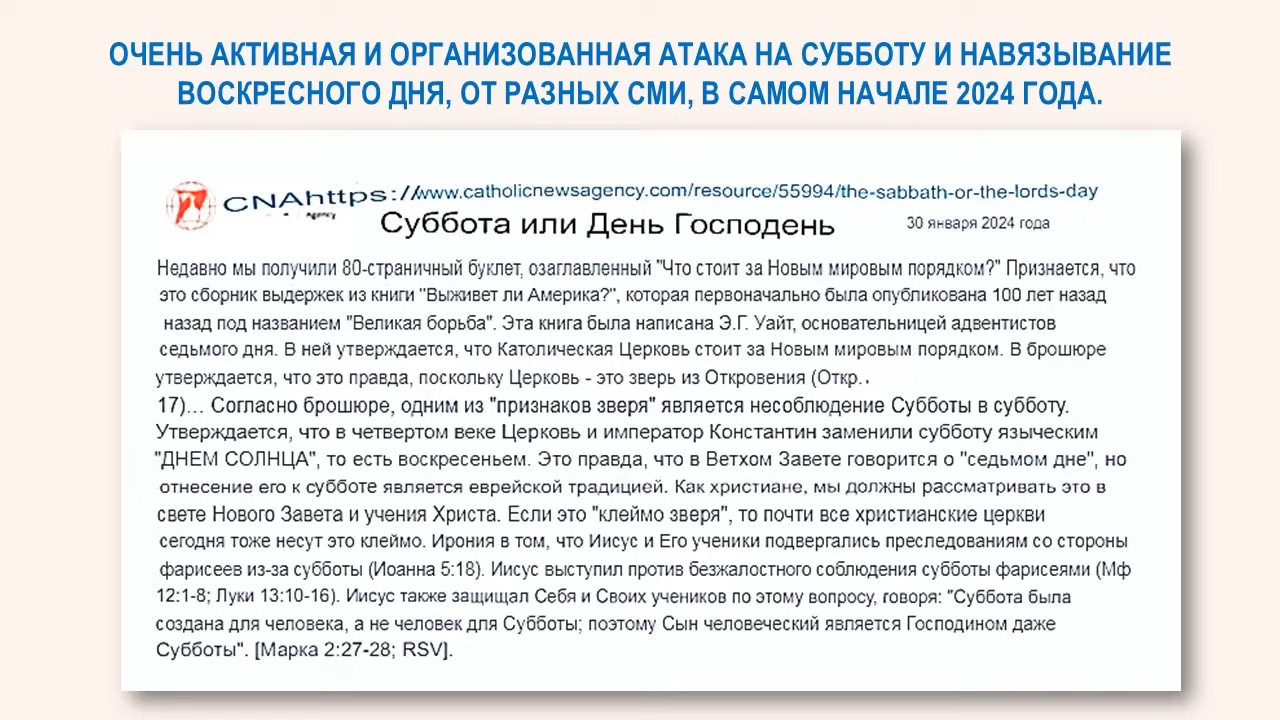 ОЧЕНЬ АКТИВНАЯ И ОРГАНИЗОВАННАЯ АТАКА НА СУББОТУ И НАВЯЗЫВАНИЕ
ВОСКРЕСНОГО ДНЯ, ОТ РАЗНЫХ СМИ, В САМОМ НАЧАЛЕ 2024 ГОДА.
CNAhttps://www.catholicnewsagency.com/resource/55994/the-sabbath-or-the-lords-day
Agency
Суббота или День Господень
30 января 2024 года
Недавно мы получили 80-страничный буклет, озаглавленный "Что стоит за Новым мировым порядком?" Признается, что
это сборник выдержек из книги "Выживет ли Америка?", которая первоначально была опубликована 100 лет назад
назад под названием "Великая борьба". Эта книга была написана Э.Г. Уайт, основательницей адвентистов
седьмого дня. В ней утверждается, что Католическая Церковь стоит за Новым мировым порядком. В брошюре
утверждается, что это правда, поскольку Церковь - это зверь из Откровения (Откр..
17)... Согласно брошюре, одним из "признаков зверя" является несоблюдение Субботы в субботу.
Утверждается, что в четвертом веке Церковь и император Константин заменили субботу языческим
"ДНЕМ СОЛНЦА", то есть воскресеньем. Это правда, что в Ветхом Завете говорится о "седьмом дне", но
отнесение его к субботе является еврейской традицией. Как христиане, мы должны рассматривать это в
свете Нового Завета и учения Христа. Если это "клеймо зверя", то почти все христианские церкви
сегодня тоже несут это клеймо. Ирония в том, что Иисус и Его ученики подвергались преследованиям со стороны
фарисеев из-за субботы (Иоанна 5:18). Иисус выступил против безжалостного соблюдения субботы фарисеями (Мф
12:1-8; Луки 13:10-16). Иисус также защищал Себя и Своих учеников по этому вопросу, говоря: "Суббота была
создана для человека, а не человек для Субботы; поэтому Сын человеческий является Господином даже
Субботы". [Марка 2:27-28; RSV].